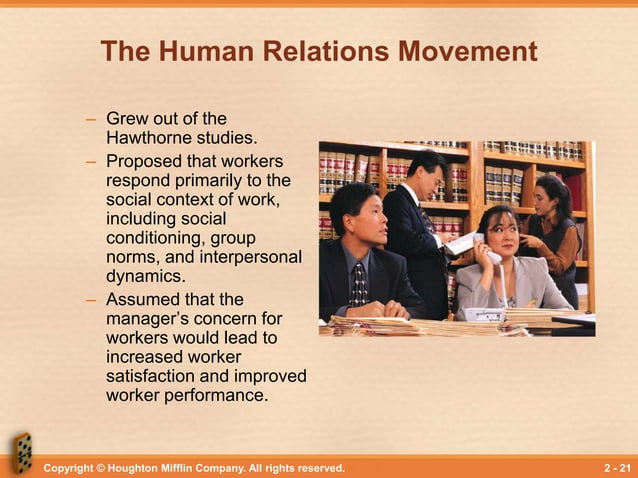 The Human Relations Movement
– Grew out of the
Hawthorne studies.
– Proposed that workers
respond primarily to the
social context of work,
including social
conditioning, group
norms, and interpersonal
dynamics.
– Assumed that the
manager’s concern for
workers would lead to
increased worker
satisfaction and improved
worker performance.
Copyright © Houghton Mifflin Company. All rights reserved.
2 - 21